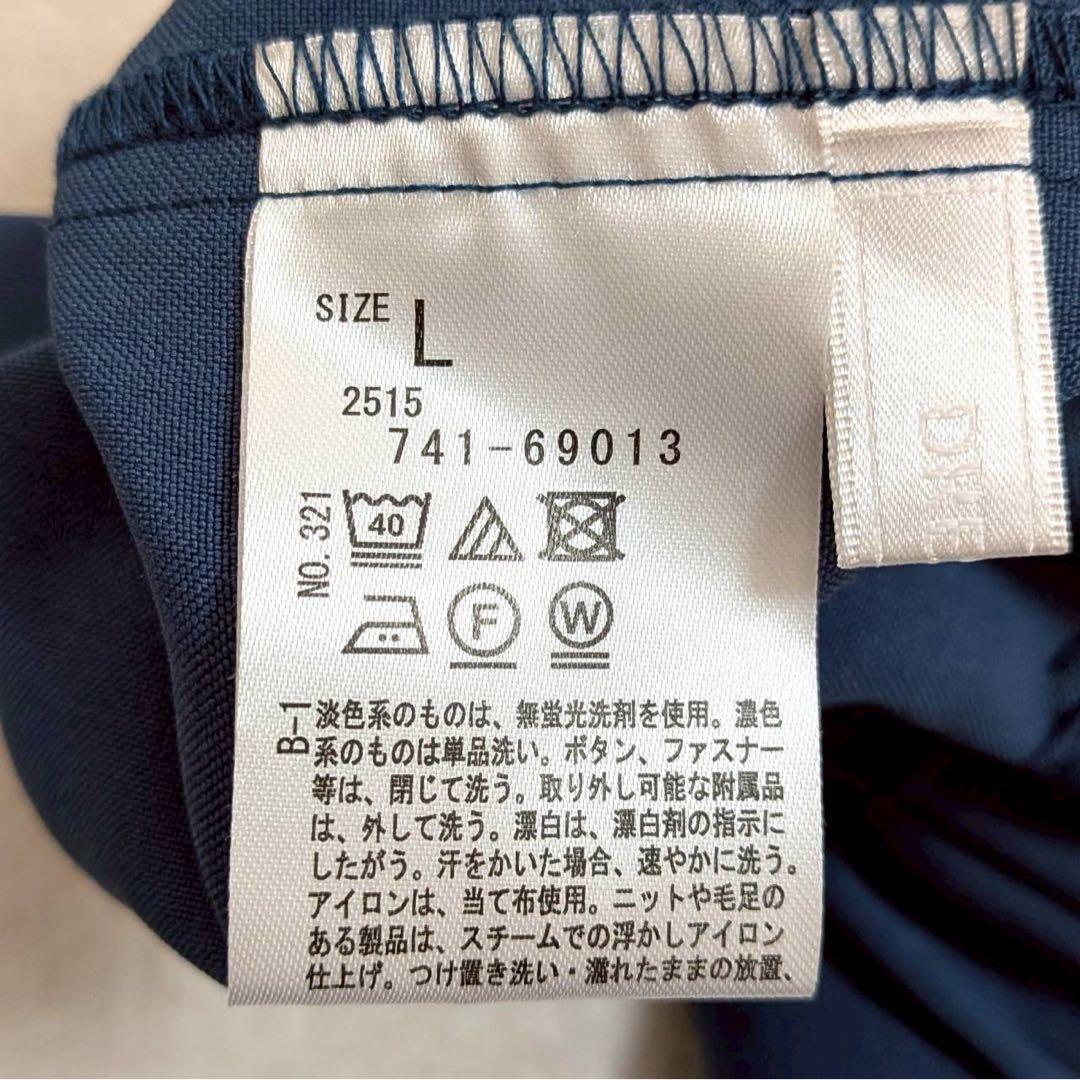 SIZE L
2515
741-69013
NO. 321
40
F
W
B-1
淡色系のものは、無蛍光洗剤を使用。濃色
系のものは単品洗い。ボタン、ファスナー
等は、閉じて洗う。取り外し可能な附属品
は、外して洗う。漂白は、漂白剤の指示に
したがう。汗をかいた場合、速やかに洗う。
アイロンは、当て布使用。ニットや毛足の
ある製品は、スチームでの浮かしアイロン
仕上げ。つけ置き洗い・濡れたままの放置、